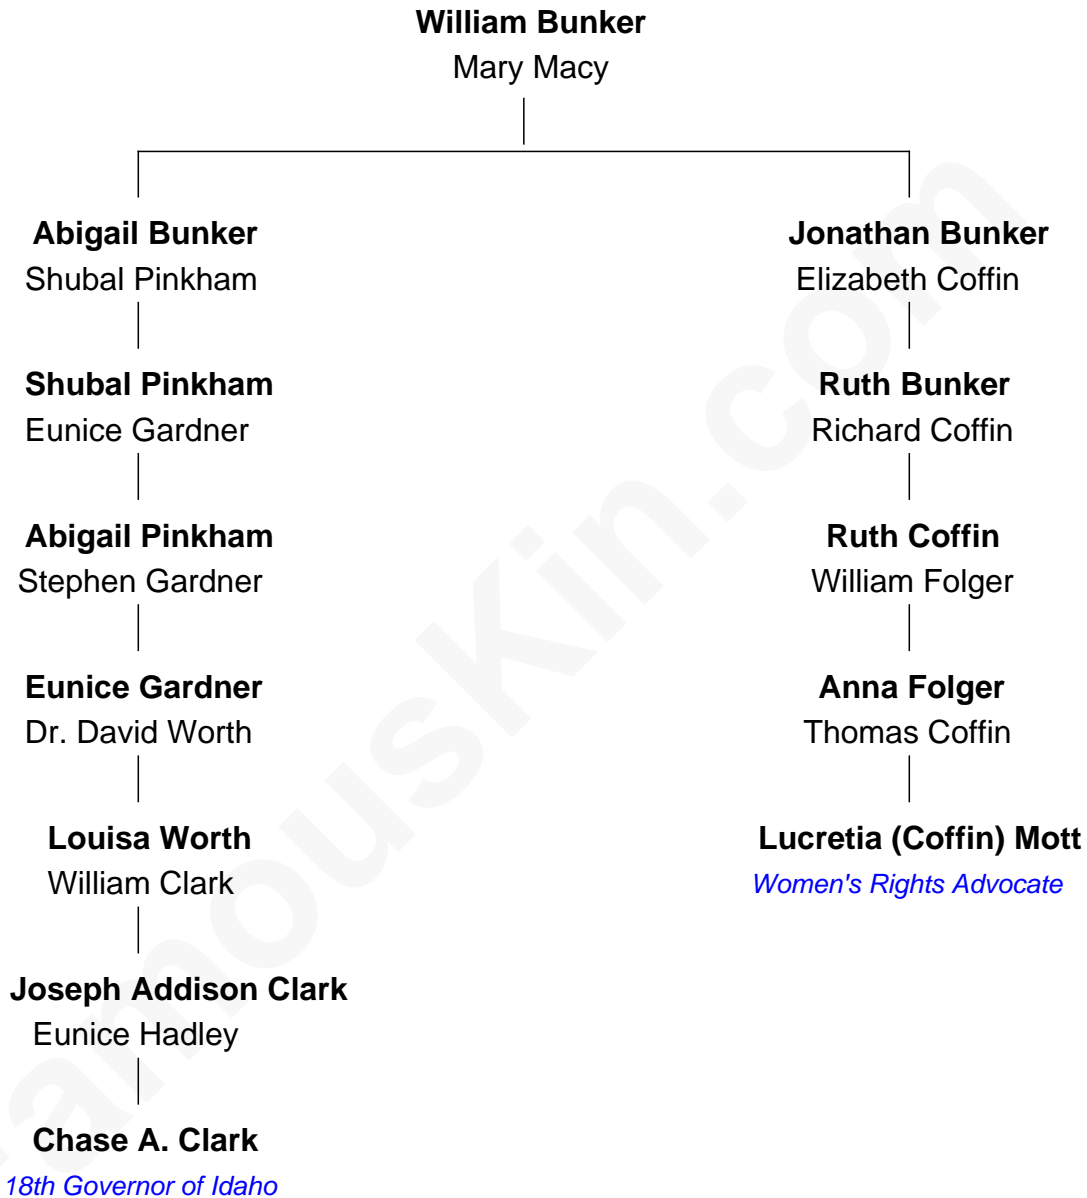 William Bunker
Mary Macy
Abigail Bunker
Shubal Pinkham
Jonathan Bunker
Elizabeth Coffin
Shubal Pinkham
Eunice Gardner
Ruth Bunker
Richard Coffin
Abigail Pinkham
Stephen Gardner
Ruth Coffin
William Folger
Eunice Gardner
Dr. David Worth
Anna Folger
Thomas Coffin
Louisa Worth
William Clark
Lucretia (Coffin) Mott
Women's Rights Advocate
Joseph Addison Clark
Eunice Hadley
Chase A. Clark
18th Governor of Idaho
FamousKin.com